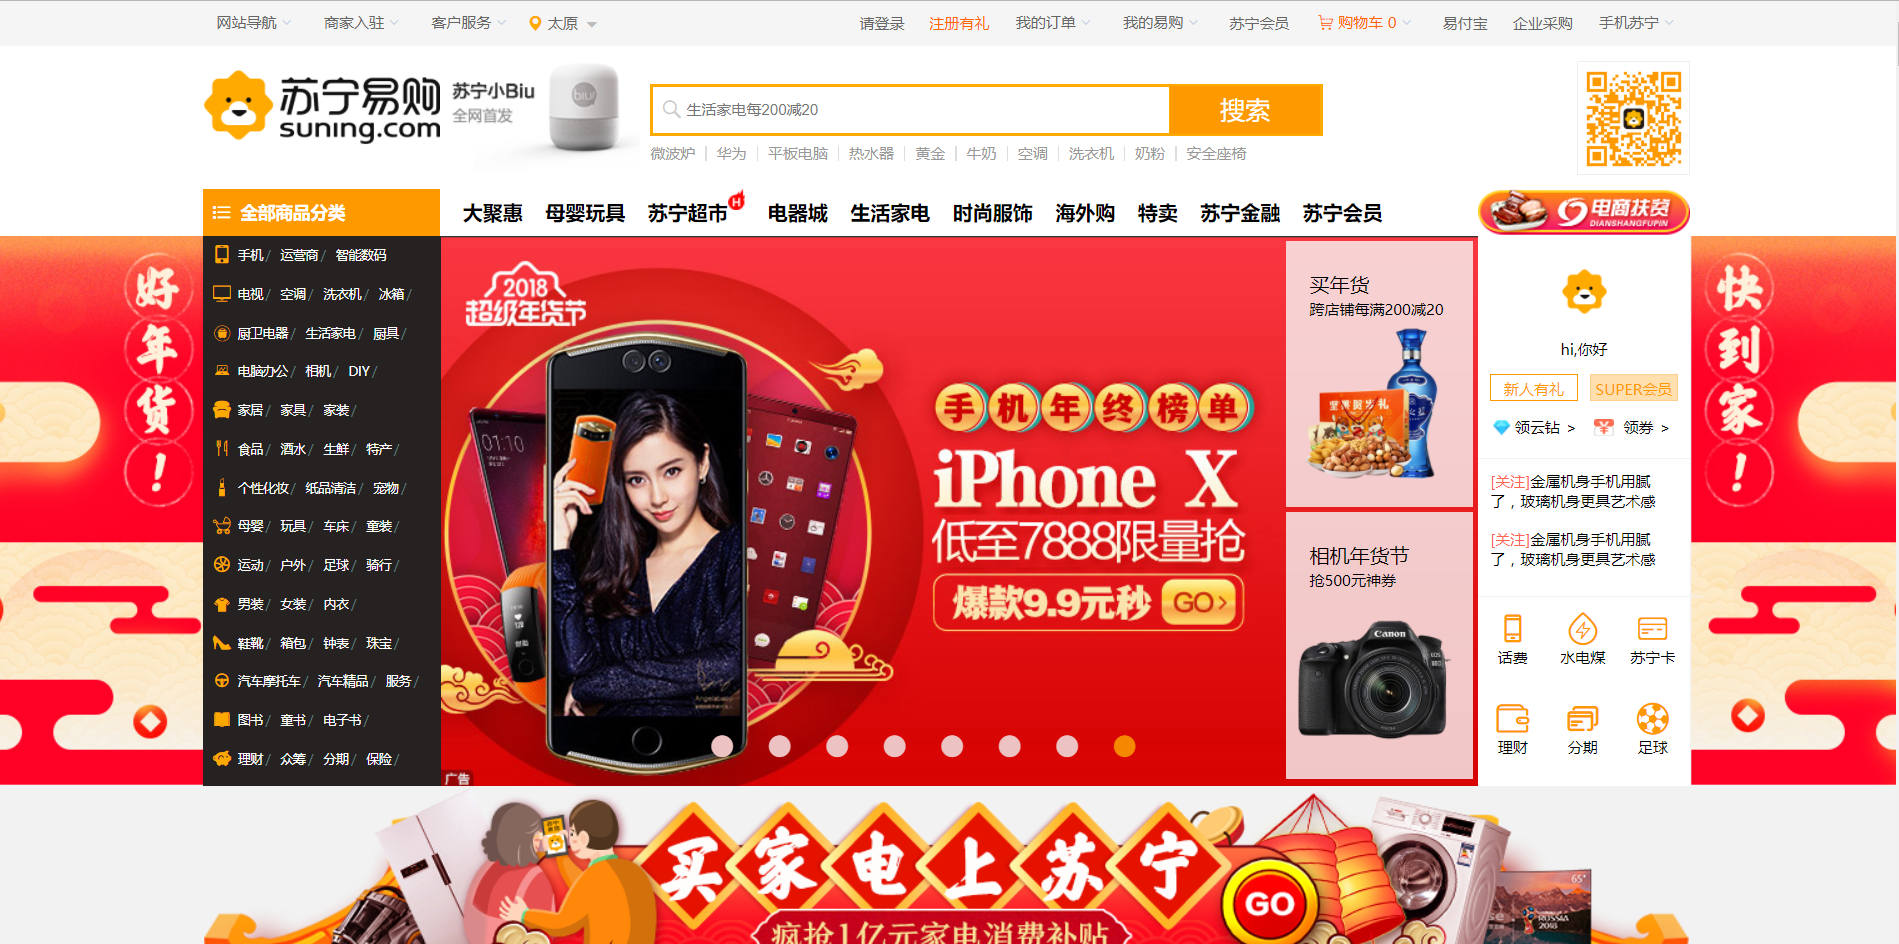 网站导航 商家入驻 客户服务 太原 请登录 注册有礼 我的订单 我的易购 苏宁会员 购物车 0 易付宝 企业采购 手机苏宁
苏宁易购
suning.com
苏宁小Biu
全网首发
biu
生活家电每200减20 搜索
微波炉 | 华为 | 平板电脑 | 热水器 | 黄金 | 牛奶 | 空调 | 洗衣机 | 奶粉 | 安全座椅
全部商品分类 大聚惠 母婴玩具 苏宁超市 H 电器城 生活家电 时尚服饰 海外购 特卖 苏宁金融 苏宁会员
电商扶贫
DIANSHANGFUPIN
手机/ 运营商/ 智能数码
电视/ 空调/ 洗衣机/ 冰箱/
厨卫电器/ 生活家电/ 厨具/
电脑办公/ 相机/ DIY/
家居/ 家具/ 家装/
食品/ 酒水/ 生鲜/ 特产/
个性化妆/ 纸品清洁/ 宠物/
母婴/ 玩具/ 车床/ 童装/
运动/ 户外/ 足球/ 骑行/
男装/ 女装/ 内衣/
鞋靴/ 箱包/ 钟表/ 珠宝/
汽车摩托车/ 汽车精品/ 服务/
图书/ 童书/ 电子书/
理财/ 众筹/ 分期/ 保险/
好年货!
2018
超级年货节
01:10
手机年终榜单
iPhone X
低至7888限量抢
爆款9.9元秒 GO>
广告
买年货
跨店铺每满200减20
相机年货节
抢500元神券
Canon
hi,你好
新人有礼 SUPER会员
领云钻 > 领券 >
[关注]金属机身手机用腻
了，玻璃机身更具艺术感
[关注]金属机身手机用腻
了，玻璃机身更具艺术感
话费 水电煤 苏宁卡
理财 分期 足球
快到家!
买家电上苏宁
疯抢1亿元家电消费补贴
GO
65"
RUSSIA
2018